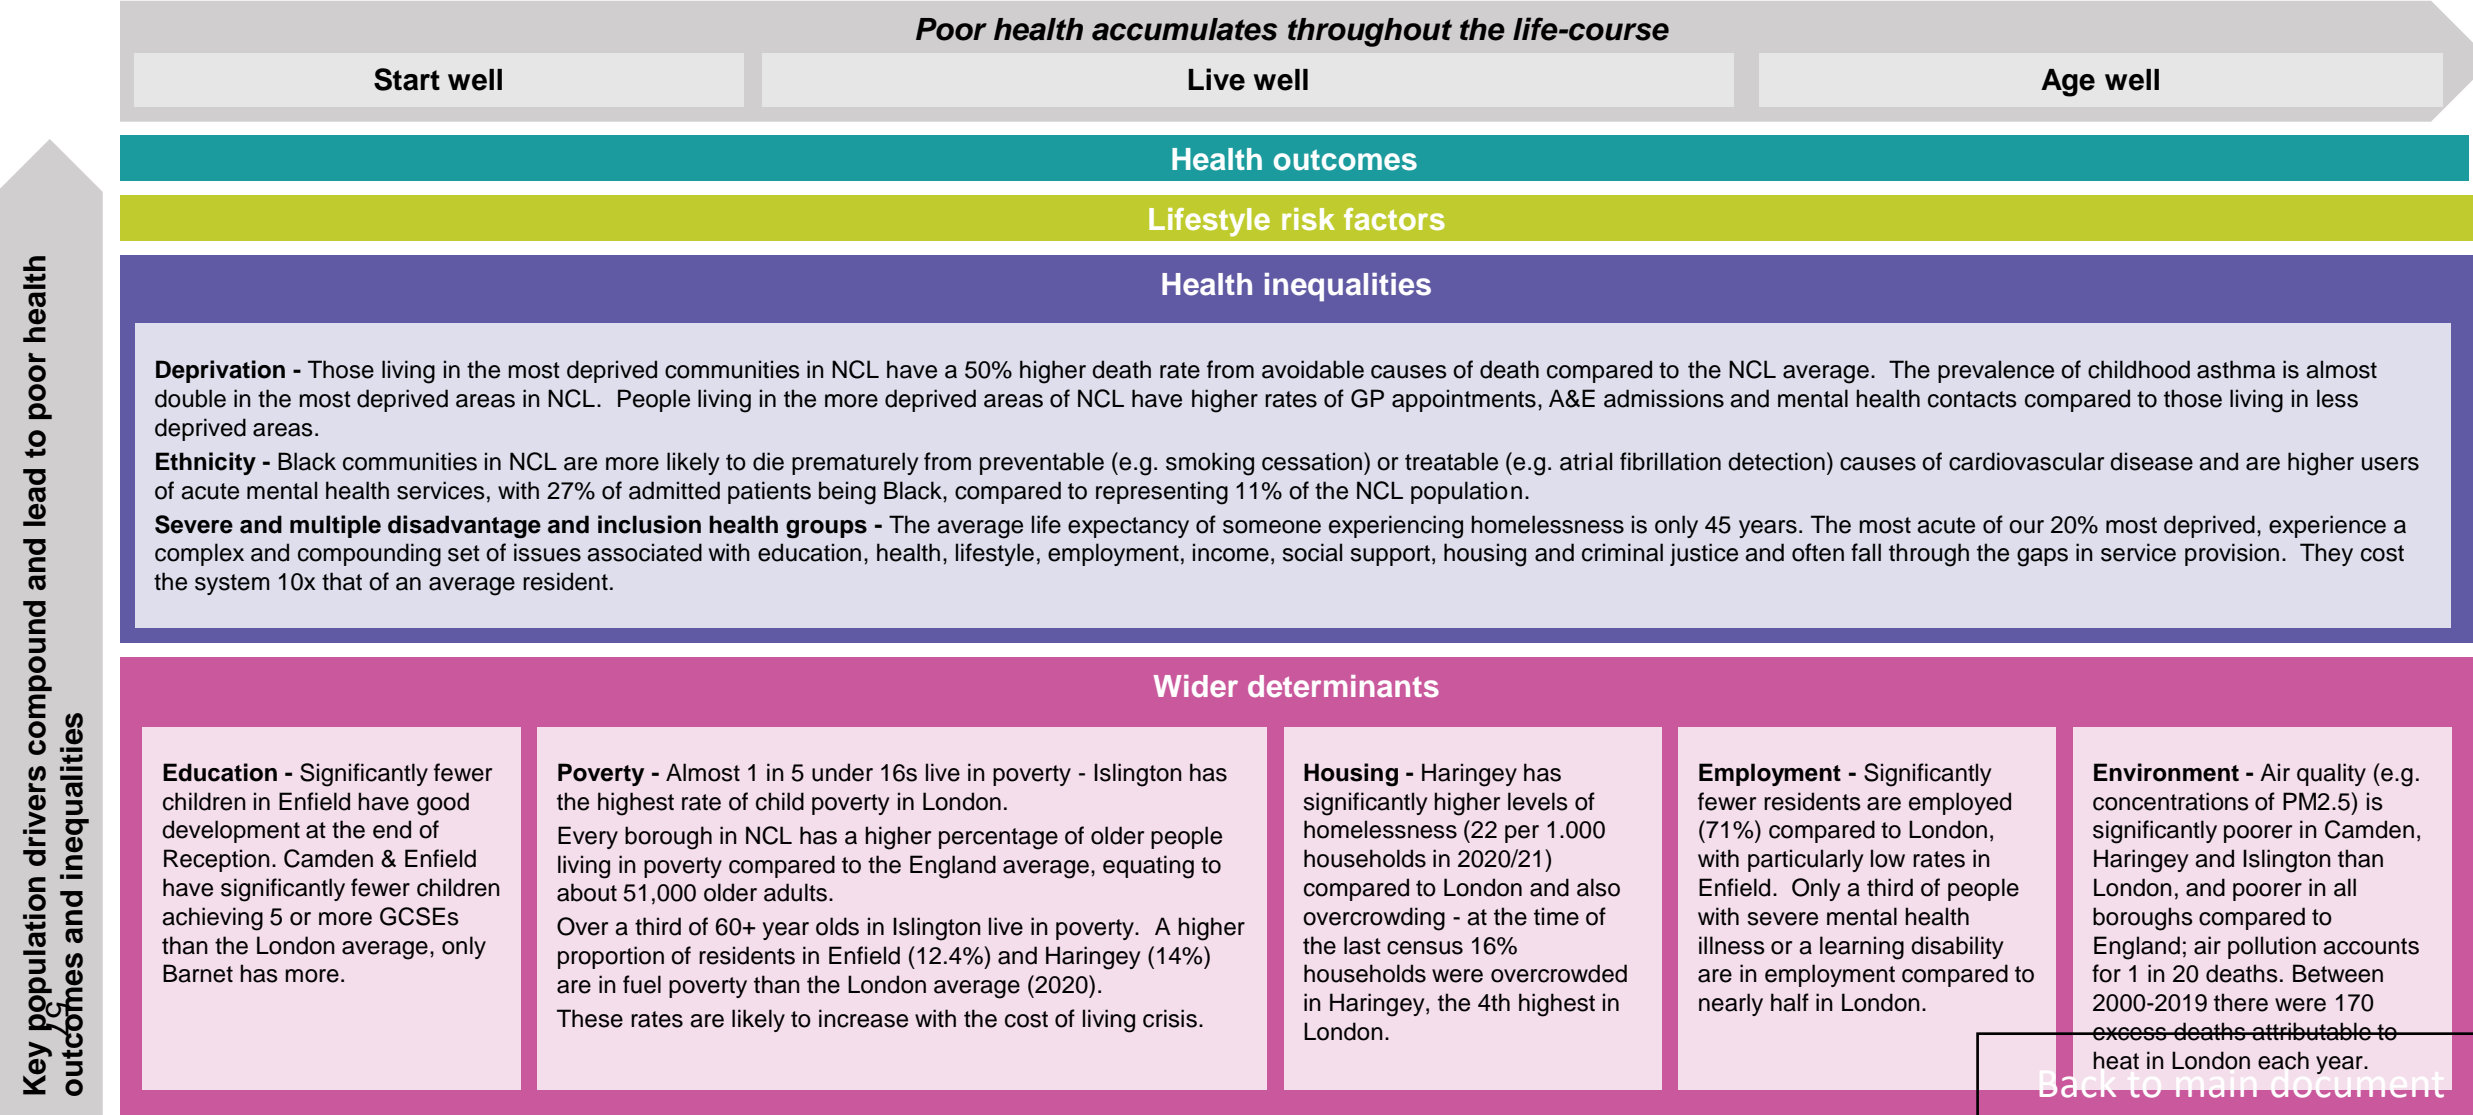 Poor health accumulates throughout the life-course
Start well
Live well
Age well
Health outcomes
Lifestyle risk factors
Health inequalities
Deprivation - Those living in the most deprived communities in NCL have a 50% higher death rate from avoidable causes of death compared to the NCL average. The prevalence of childhood asthma is almost
double in the most deprived areas in NCL. People living in the more deprived areas of NCL have higher rates of GP appointments, A&E admissions and mental health contacts compared to those living in less
deprived areas.
Ethnicity - Black communities in NCL are more likely to die prematurely from preventable (e.g. smoking cessation) or treatable (e.g. atrial fibrillation detection) causes of cardiovascular disease and are higher users
of acute mental health services, with 27% of admitted patients being Black, compared to representing 11% of the NCL population.
Severe and multiple disadvantage and inclusion health groups - The average life expectancy of someone experiencing homelessness is only 45 years. The most acute of our 20% most deprived, experience a
complex and compounding set of issues associated with education, health, lifestyle, employment, income, social support, housing and criminal justice and often fall through the gaps in service provision. They cost
the system 10x that of an average resident.
Wider determinants
Education - Significantly fewer
children in Enfield have good
development at the end of
Reception. Camden & Enfield
have significantly fewer children
achieving 5 or more GCSEs
than the London average, only
Barnet has more.
Poverty - Almost 1 in 5 under 16s live in poverty - Islington has
the highest rate of child poverty in London.
Every borough in NCL has a higher percentage of older people
living in poverty compared to the England average, equating to
about 51,000 older adults.
Over a third of 60+ year olds in Islington live in poverty. A higher
proportion of residents in Enfield (12.4%) and Haringey (14%)
are in fuel poverty than the London average (2020).
These rates are likely to increase with the cost of living crisis.
Housing - Haringey has
significantly higher levels of
homelessness (22 per 1.000
households in 2020/21)
compared to London and also
overcrowding - at the time of
the last census 16%
households were overcrowded
in Haringey, the 4th highest in
London.
Employment - Significantly
fewer residents are employed
(71%) compared to London,
with particularly low rates in
Enfield. Only a third of people
with severe mental health
illness or a learning disability
are in employment compared to
nearly half in London.
Environment - Air quality (e.g.
concentrations of PM2.5) is
significantly poorer in Camden,
Haringey and Islington than
London, and poorer in all
boroughs compared to
England; air pollution accounts
for 1 in 20 deaths. Between
2000-2019 there were 170
excess deaths attributable to
heat in London each year.
Back to main document
Key population drivers compound and lead to poor health
outcomes and inequalities
57